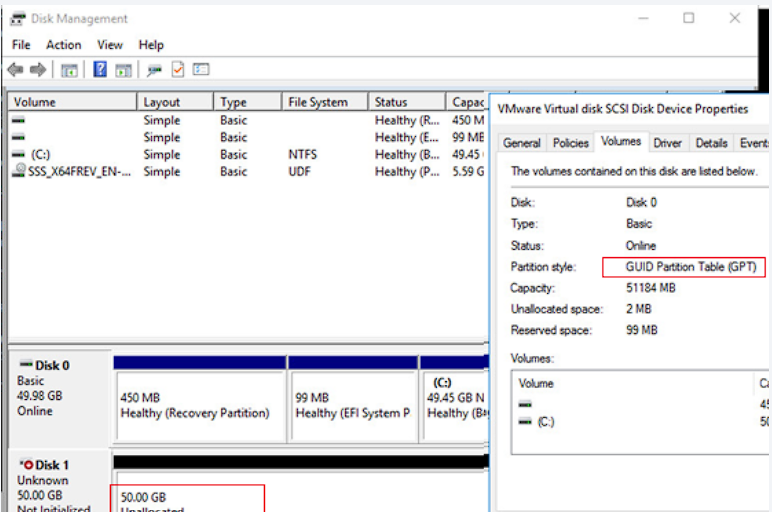 Disk Management
File Action View Help
Volume Layout Type File System Status Capac
Simple Basic Healthy (R... 450 M
Simple Basic Healthy (E... 99 ME
(C:) Simple Basic NTFS Healthy (B... 49.45
SSS_X64FREV_EN-... Simple Basic UDF Healthy (P... 5.59 G
VMware Virtual disk SCSI Disk Device Properties
General Policies Volumes Driver Details Events
The volumes contained on this disk are listed below.
Disk: Disk 0
Type: Basic
Status: Online
Partition style: GUID Partition Table (GPT)
Capacity: 51184 MB
Unallocated space: 2 MB
Reserved space: 99 MB
Volumes:
Volume Ca
45
(C:) 50
Disk 0
Basic
49.98 GB
Online
450 MB
Healthy (Recovery Partition)
99 MB
Healthy (EFI System P
(C:)
49.45 GB N
Healthy (B
Disk 1
Unknown
50.00 GB
Not Initialized
50.00 GB
Unallocated